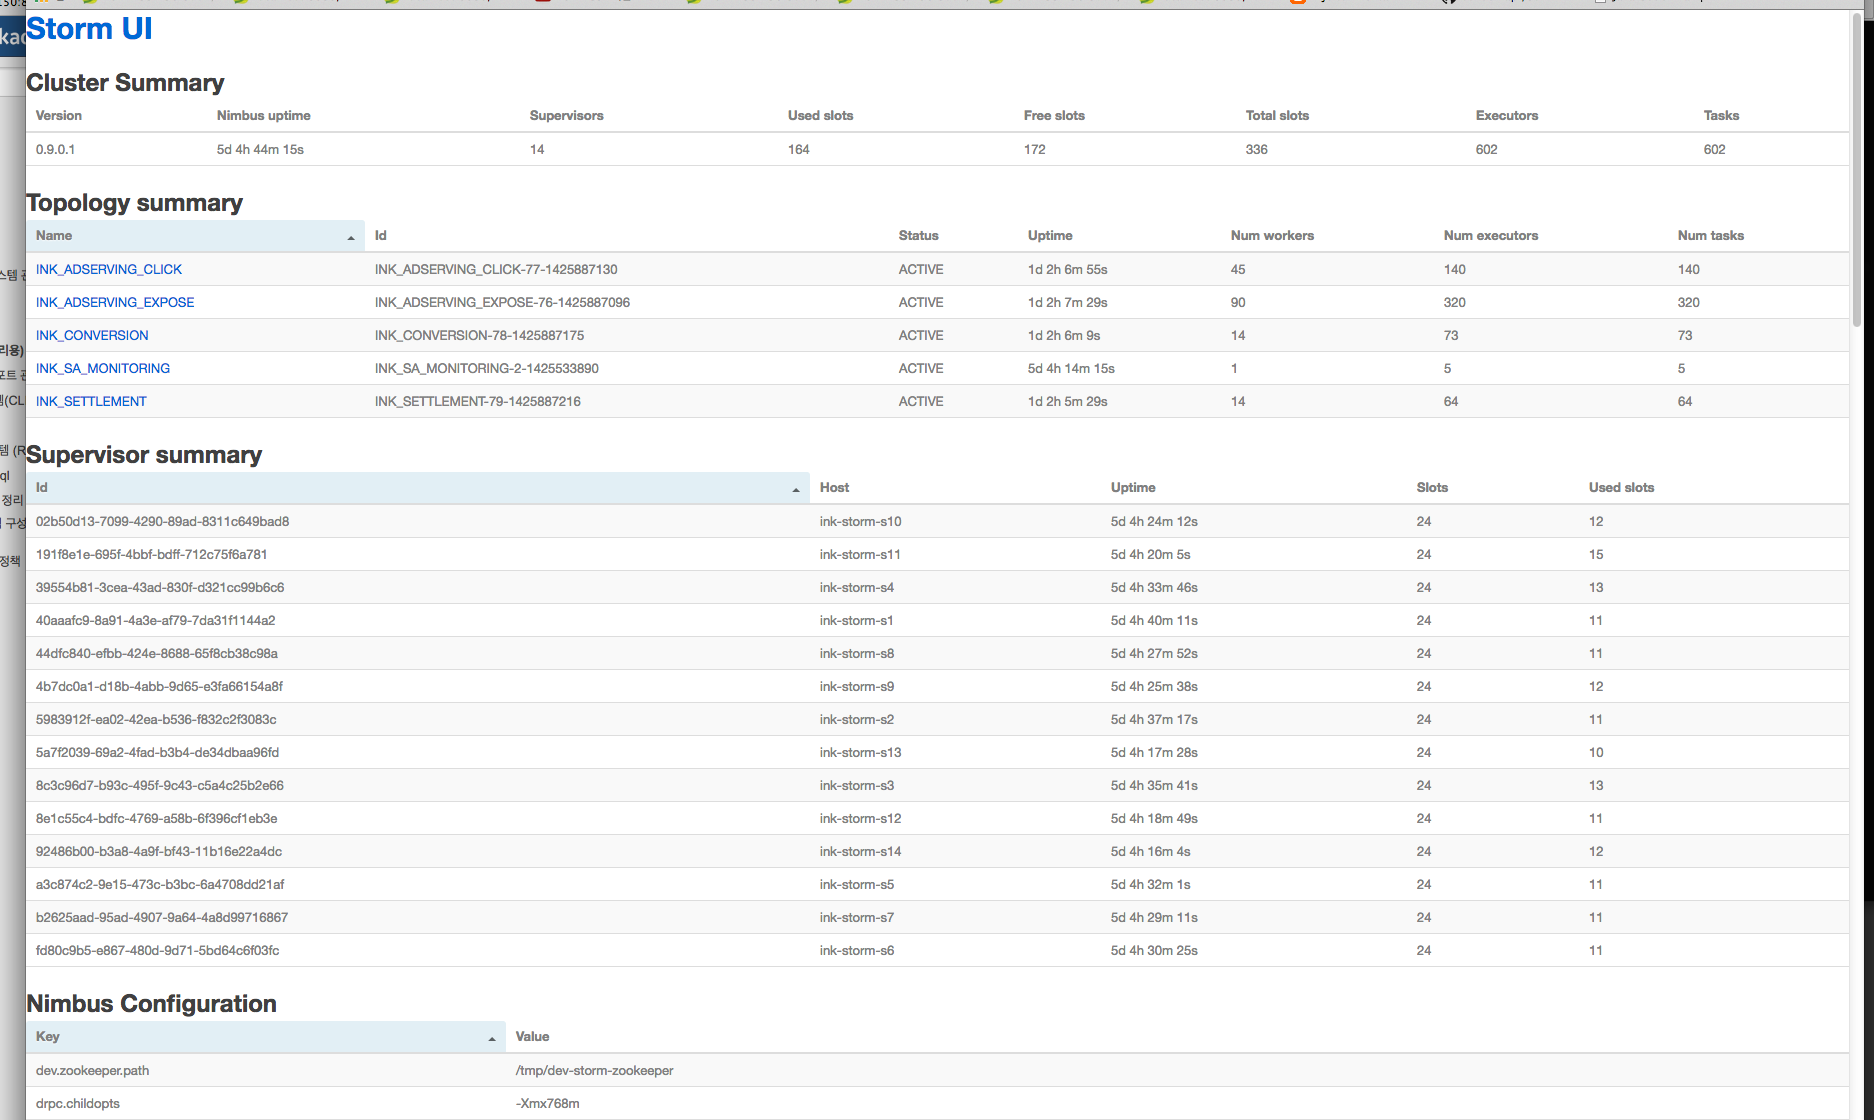 Storm UI
Cluster Summary
Version Nimbus uptime Supervisors Used slots Free slots Total slots Executors Tasks
0.9.0.1 5d 4h 44m 15s 14 164 172 336 602 602
Topology summary
Name Id Status Uptime Num workers Num executors Num tasks
INK_ADSERVING_CLICK INK_ADSERVING_CLICK-77-1425887130 ACTIVE 1d 2h 6m 55s 45 140 140
INK_ADSERVING_EXPOSE INK_ADSERVING_EXPOSE-76-1425887096 ACTIVE 1d 2h 7m 29s 90 320 320
INK_CONVERSION INK_CONVERSION-78-1425887175 ACTIVE 1d 2h 6m 9s 14 73 73
INK_SA_MONITORING INK_SA_MONITORING-2-1425533890 ACTIVE 5d 4h 14m 15s 1 5 5
INK_SETTLEMENT INK_SETTLEMENT-79-1425887216 ACTIVE 1d 2h 5m 29s 14 64 64
Supervisor summary
Id Host Uptime Slots Used slots
02b50d13-7099-4290-89ad-8311c649bad8 ink-storm-s10 5d 4h 24m 12s 24 12
191f8e1e-695f-4bbf-bdff-712c75f6a781 ink-storm-s11 5d 4h 20m 5s 24 15
39554b81-3cea-43ad-830f-d321cc99b6c6 ink-storm-s4 5d 4h 33m 46s 24 13
40aaafc9-8a91-4a3e-af79-7da31f1144a2 ink-storm-s1 5d 4h 40m 11s 24 11
44dfc840-efbb-424e-8688-65f8cb38c98a ink-storm-s8 5d 4h 27m 52s 24 11
4b7dc0a1-d18b-4abb-9d65-e3fa66154a8f ink-storm-s9 5d 4h 25m 38s 24 12
5983912f-ea02-42ea-b536-f832c2f3083c ink-storm-s2 5d 4h 37m 17s 24 11
5a7f2039-69a2-4fad-b3b4-de34dbaa96fd ink-storm-s13 5d 4h 17m 28s 24 10
8c3c96d7-b93c-495f-9c43-c5a4c25b2e66 ink-storm-s3 5d 4h 35m 41s 24 13
8e1c55c4-bdfc-4769-a58b-6f396cf1eb3e ink-storm-s12 5d 4h 18m 49s 24 11
92486b00-b3a8-4a9f-bf43-11b16e22a4dc ink-storm-s14 5d 4h 16m 4s 24 12
a3c874c2-9e15-473c-b3bc-6a4708dd21af ink-storm-s5 5d 4h 32m 1s 24 11
b2625aad-95ad-4907-9a64-4a8d99716867 ink-storm-s7 5d 4h 29m 11s 24 11
fd80c9b5-e867-480d-9d71-5bd64c6f03fc ink-storm-s6 5d 4h 30m 25s 24 11
Nimbus Configuration
Key Value
dev.zookeeper.path /tmp/dev-storm-zookeeper
drpc.childopts -Xmx768m